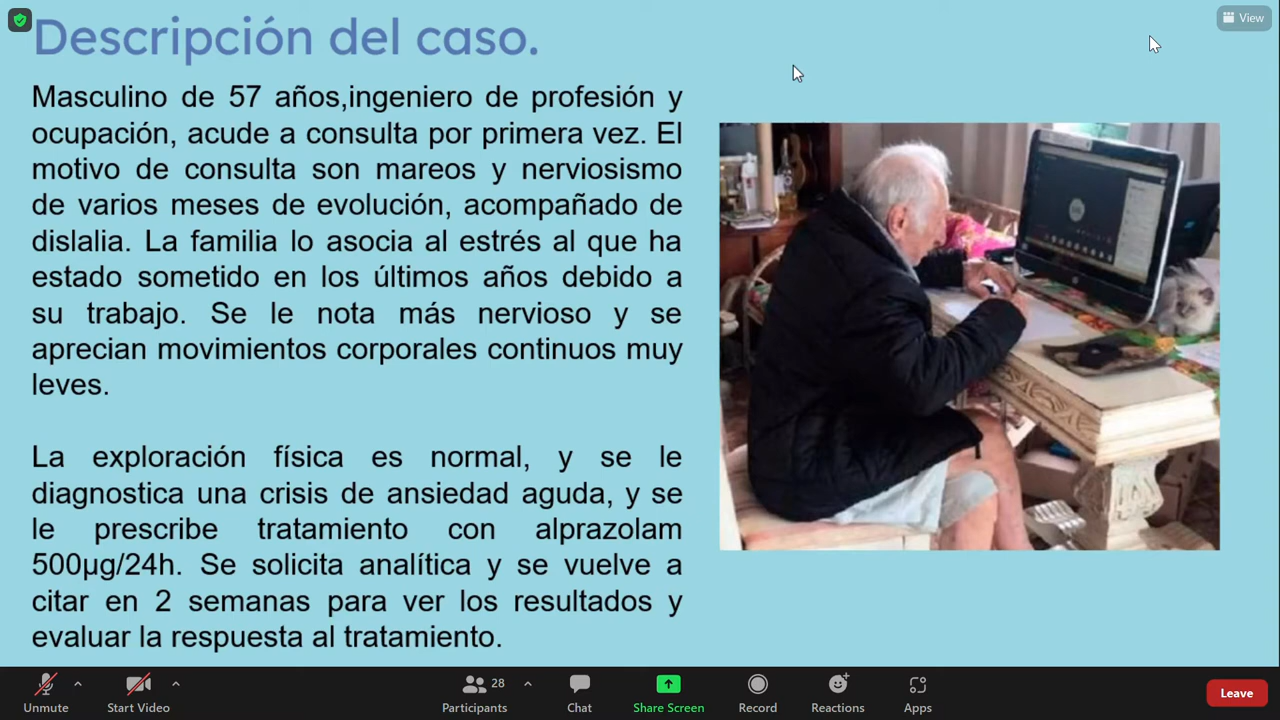 Descripción del caso.
View
Masculino de 57 años,ingeniero de profesión y
ocupación, acude a consulta por primera vez. El
motivo de consulta son mareos y nerviosismo
de varios meses de evolución, acompañado de
dislalia. La familia lo asocia al estrés al que ha
estado sometido en los últimos años debido a
su trabajo. Se le nota más nervioso y se
aprecian movimientos corporales continuos muy
leves.
La exploración física es normal, y se le
diagnostica una crisis de ansiedad aguda, y se
le prescribe tratamiento con alprazolam
500µg/24h. Se solicita analítica y se vuelve a
citar en 2 semanas para ver los resultados y
evaluar la respuesta al tratamiento.
Unmute
Start Video
28
Participants
Chat
Share Screen
Record
Reactions
Apps
Leave